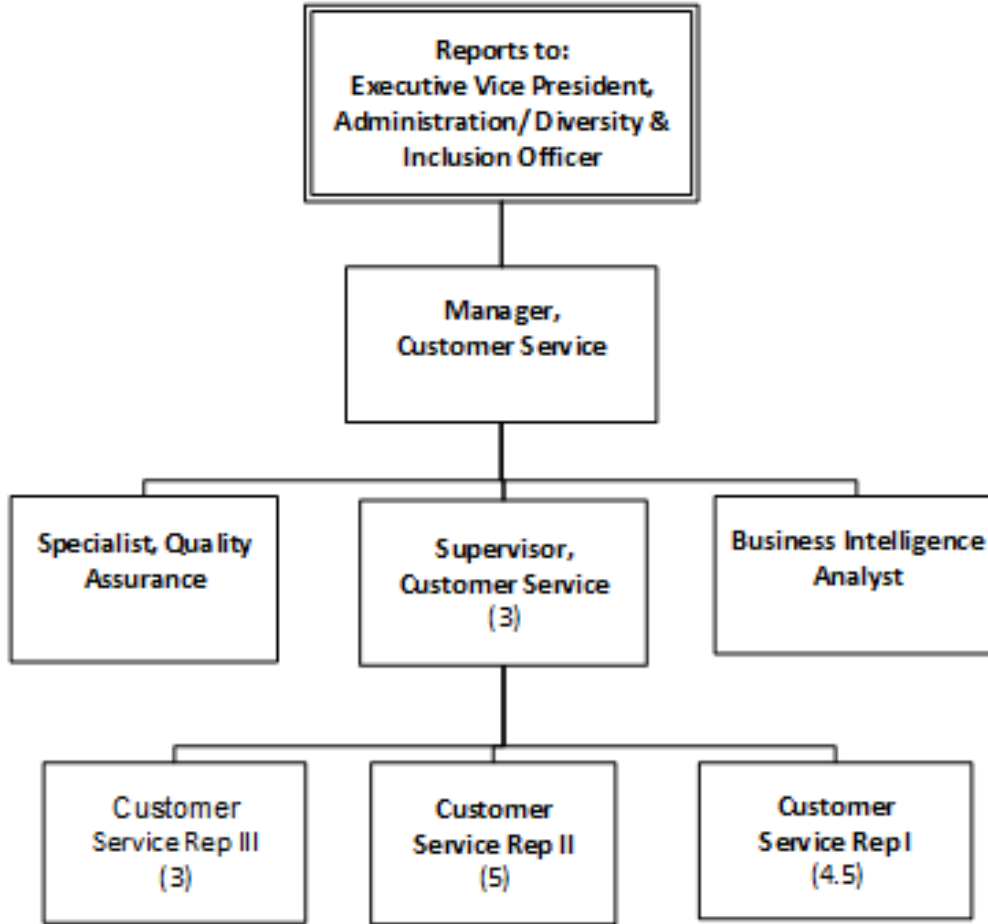 Reports to:
Executive Vice President,
Administration/Diversity &
Inclusion Officer
Manager,
Customer Service
Specialist, Quality
Assurance
Supervisor,
Customer Service
(3)
Business Intelligence
Analyst
Customer
Service Rep III
(3)
Customer
Service Rep II
(5)
Customer
Service Rep I
(4.5)